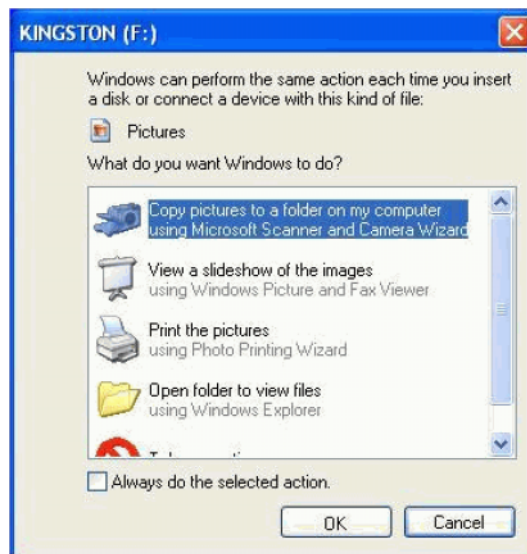 KINGSTON (F:)
Windows can perform the same action each time you insert
a disk or connect a device with this kind of file:
Pictures
What do you want Windows to do?
Copy pictures to a folder on my computer
using Microsoft Scanner and Camera Wizard
View a slideshow of the images
using Windows Picture and Fax Viewer
Print the pictures
using Photo Printing Wizard
Open folder to view files
using Windows Explorer
Always do the selected action.
OK
Cancel